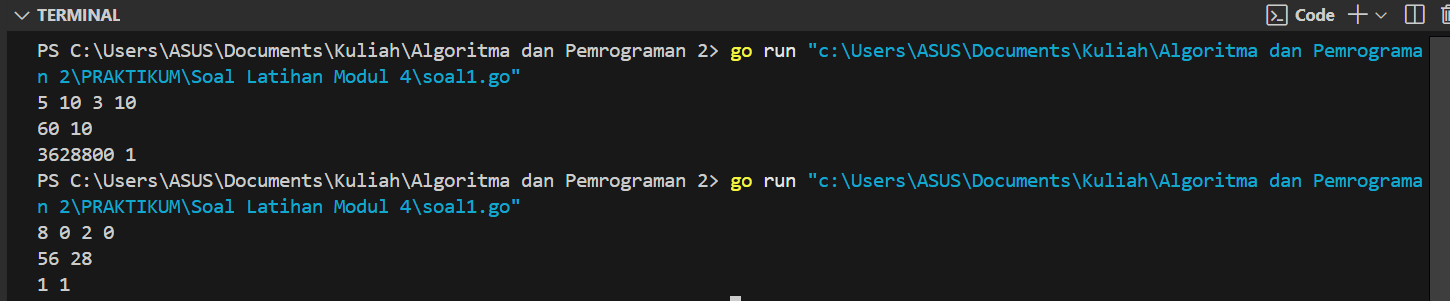 TERMINAL
Code
PS C:\Users\ASUS\Documents\Kuliah\Algoritma dan Pemrograman 2> go run "c:\Users\ASUS\Documents\Kuliah\Algoritma dan Pemrograma
n 2\PRAKTIKUM\Soal Latihan Modul 4\soal1.go"
5 10 3 10
60 10
3628800 1
PS C:\Users\ASUS\Documents\Kuliah\Algoritma dan Pemrograman 2> go run "c:\Users\ASUS\Documents\Kuliah\Algoritma dan Pemrograma
n 2\PRAKTIKUM\Soal Latihan Modul 4\soal1.go"
8 0 2 0
56 28
1 1